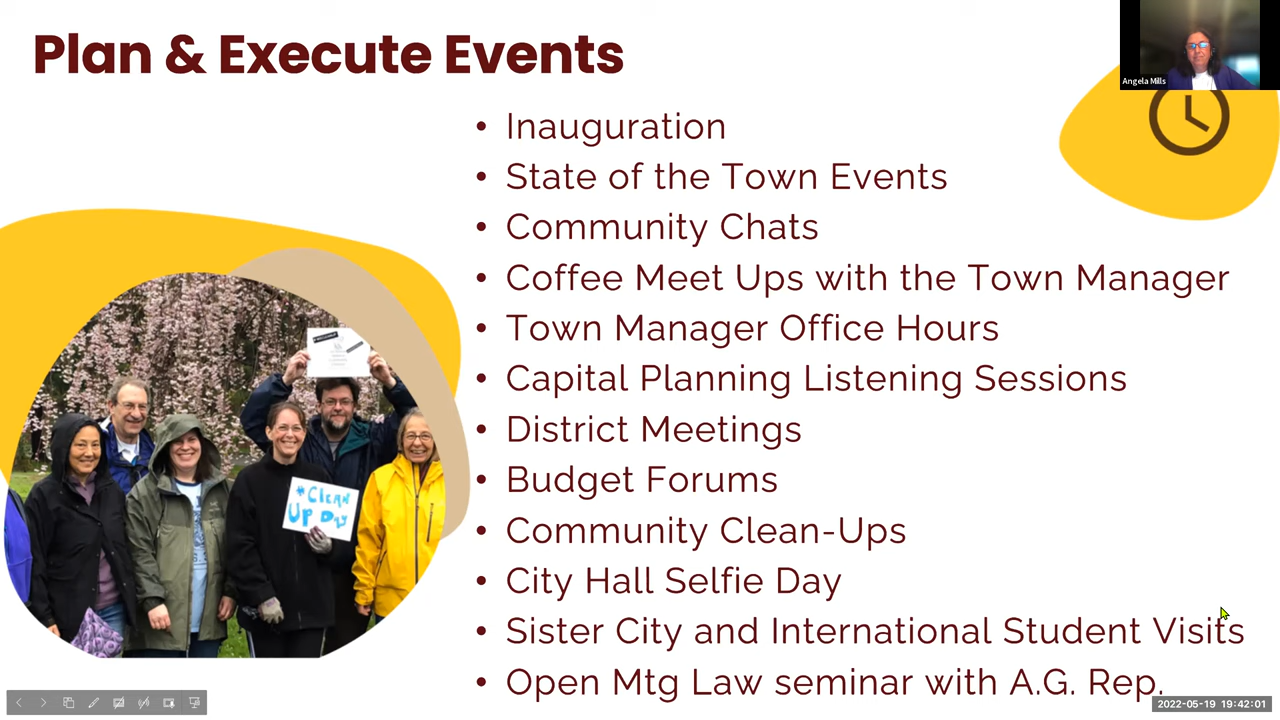 Plan & Execute Events
Angela Mills
• Inauguration
• State of the Town Events
• Community Chats
• Coffee Meet Ups with the Town Manager
• Town Manager Office Hours
• Capital Planning Listening Sessions
• District Meetings
• Budget Forums
• Community Clean-Ups
• City Hall Selfie Day
• Sister City and International Student Visits
• Open Mtg Law seminar with A.G. Rep.
#Clean
Up Day
2022-05-19 19:42:01